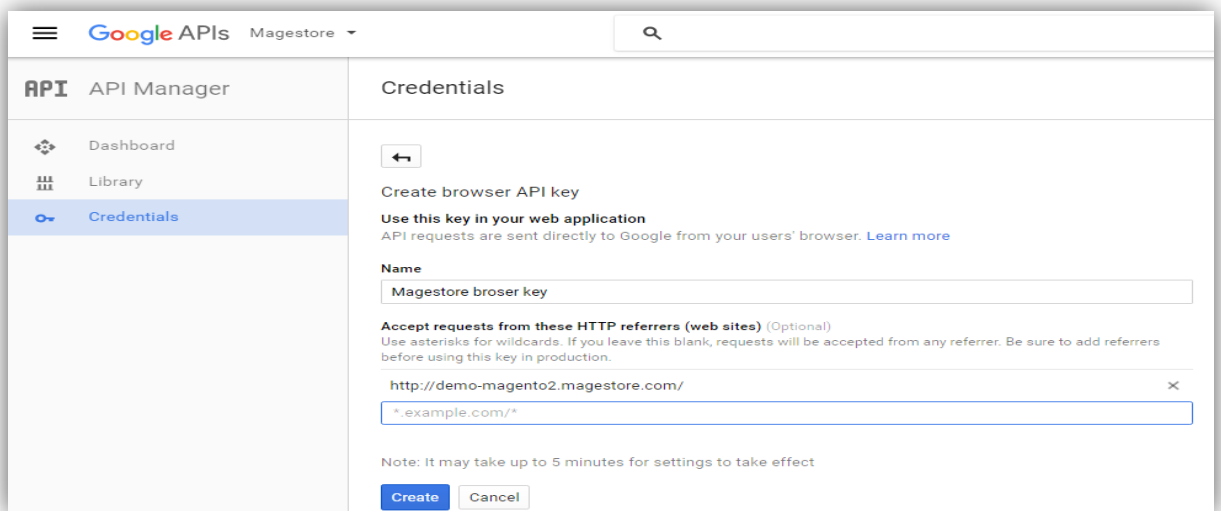 Google APIs Magestore
API API Manager
Credentials
Dashboard
Library
Credentials
Create browser API key
Use this key in your web application
API requests are sent directly to Google from your users' browser. Learn more
Name
Magestore broser key
Accept requests from these HTTP referrers (web sites) (Optional)
Use asterisks for wildcards. If you leave this blank, requests will be accepted from any referrer. Be sure to add referrers
before using this key in production.
http://demo-magento2.magestore.com/
*.example.com/*
Note: It may take up to 5 minutes for settings to take effect
Create Cancel